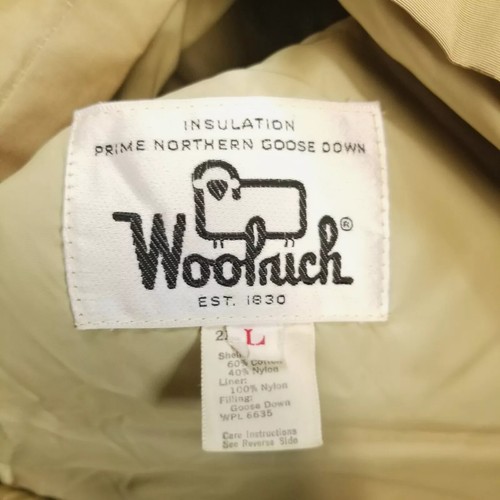 INSULATION
PRIME NORTHERN GOOSE DOWN
Woolrich®
EST. 1830
L
Shell:
60% Cotton
40% Nylon
Liner:
100% Nylon
Filling:
Goose Down
WPL 6635
Care Instructions
See Reverse Side